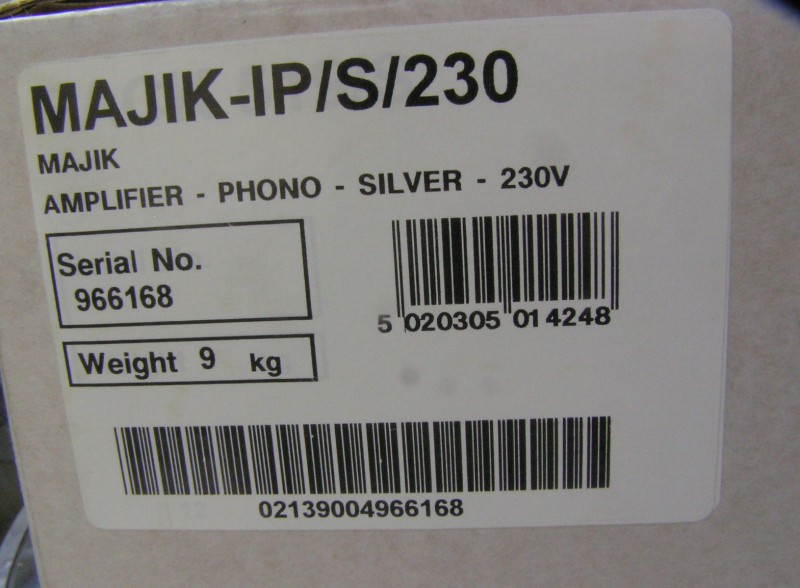 MAJIK-IP/S/230
MAJIK
AMPLIFIER - PHONO - SILVER - 230V
Serial No.
966168
5 020305 014248
Weight 9 kg
02139004966168